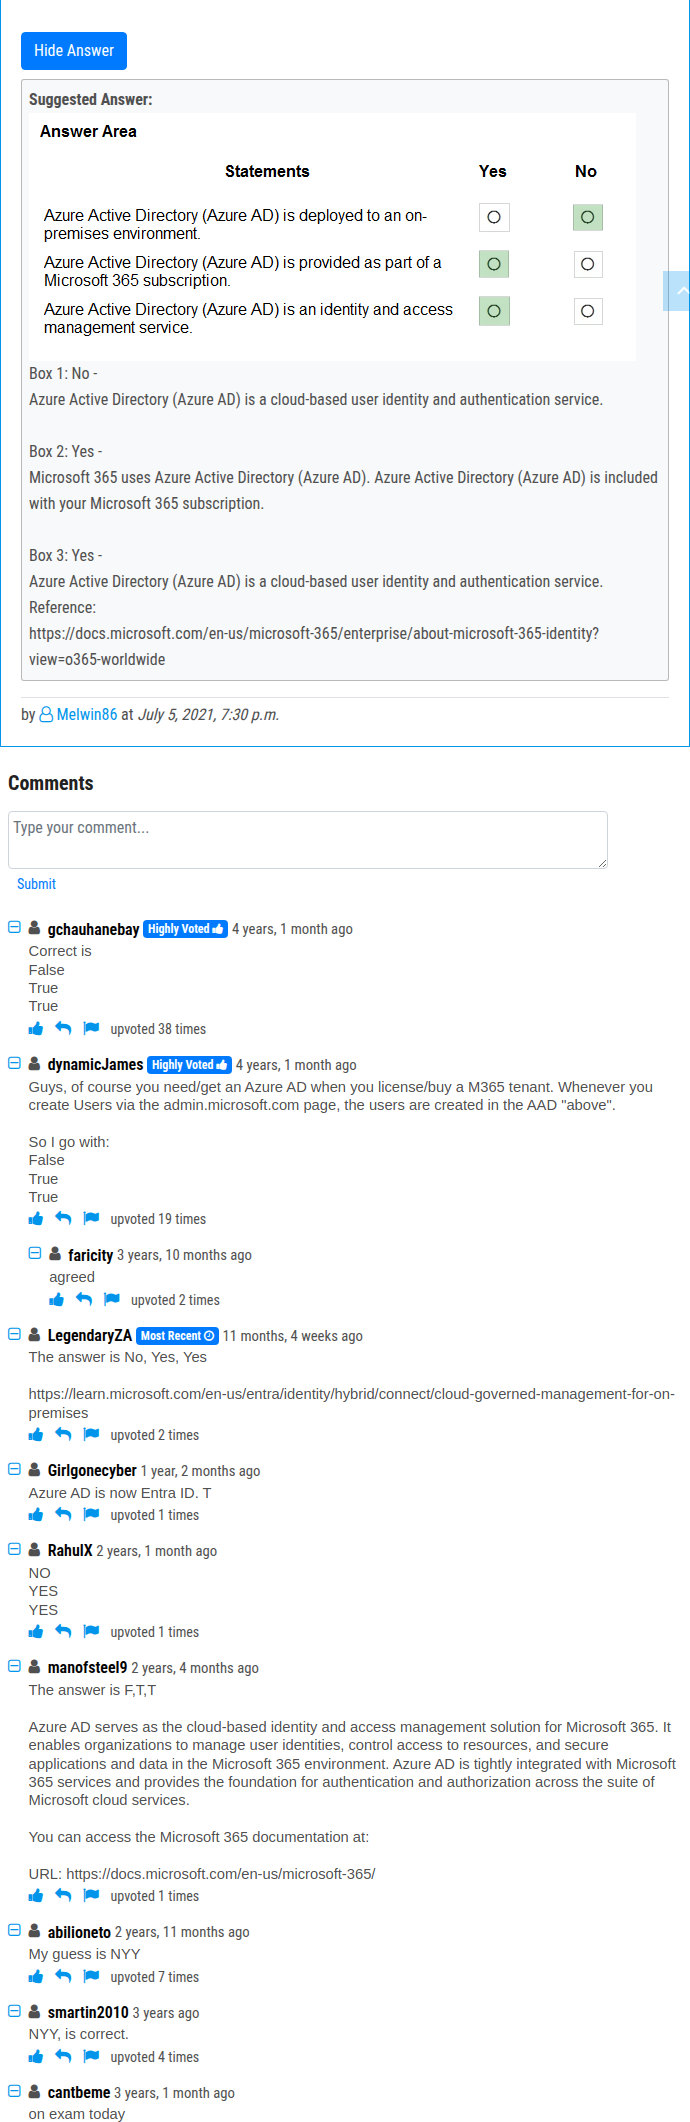 Hide Answer
Suggested Answer:
Answer Area
Statements Yes No
Azure Active Directory (Azure AD) is deployed to an on-
premises environment.
Azure Active Directory (Azure AD) is provided as part of a
Microsoft 365 subscription.
Azure Active Directory (Azure AD) is an identity and access
management service.
Box 1: No -
Azure Active Directory (Azure AD) is a cloud-based user identity and authentication service.
Box 2: Yes -
Microsoft 365 uses Azure Active Directory (Azure AD). Azure Active Directory (Azure AD) is included
with your Microsoft 365 subscription.
Box 3: Yes -
Azure Active Directory (Azure AD) is a cloud-based user identity and authentication service.
Reference:
https://docs.microsoft.com/en-us/microsoft-365/enterprise/about-microsoft-365-identity?
view=o365-worldwide
by Melwin86 at July 5, 2021, 7:30 p.m.
Comments
Type your comment...
Submit
gchauhanebay Highly Voted 4 years, 1 month ago
Correct is
False
True
True
upvoted 38 times
dynamicJames Highly Voted 4 years, 1 month ago
Guys, of course you need/get an Azure AD when you license/buy a M365 tenant. Whenever you
create Users via the admin.microsoft.com page, the users are created in the AAD "above".
So I go with:
False
True
True
upvoted 19 times
faricity 3 years, 10 months ago
agreed
upvoted 2 times
LegendaryZA Most Recent 11 months, 4 weeks ago
The answer is No, Yes, Yes
https://learn.microsoft.com/en-us/entra/identity/hybrid/connect/cloud-governed-management-for-on-
premises
upvoted 2 times
Girlgonecyber 1 year, 2 months ago
Azure AD is now Entra ID. T
upvoted 1 times
RahulX 2 years, 1 month ago
NO
YES
YES
upvoted 1 times
manofsteel9 2 years, 4 months ago
The answer is F,T,T
Azure AD serves as the cloud-based identity and access management solution for Microsoft 365. It
enables organizations to manage user identities, control access to resources, and secure
applications and data in the Microsoft 365 environment. Azure AD is tightly integrated with Microsoft
365 services and provides the foundation for authentication and authorization across the suite of
Microsoft cloud services.
You can access the Microsoft 365 documentation at:
URL: https://docs.microsoft.com/en-us/microsoft-365/
upvoted 1 times
abilioneto 2 years, 11 months ago
My guess is NYY
upvoted 7 times
smartin2010 3 years ago
NYY, is correct.
upvoted 4 times
cantbeme 3 years, 1 month ago
on exam today